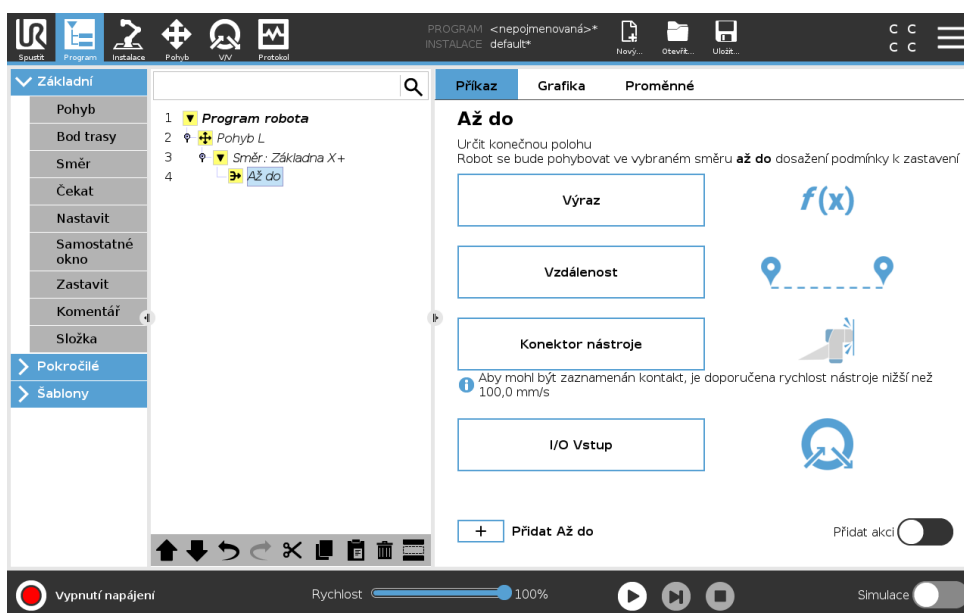 PROGRAM <nepojmenovaná>*
INSTALACE default*
Spustit
Program
Instalace
Pohyb
V/V
Protokol
Nový...
Otevřít...
Uložit...
C C
C C
Základní
Pohyb
Bod trasy
Směr
Čekat
Nastavit
Samostatné
okno
Zastavit
Komentář
Složka
Pokročilé
Šablony
1 Program robota
2 Pohyb L
3 Směr: Základna X+
4 Až do
Příkaz Grafika Proměnné
Až do
Určit konečnou polohu
Robot se bude pohybovat ve vybraném směru až do dosažení podmínky k zastavení
Výraz
f(x)
Vzdálenost
Konektor nástroje
Aby mohl být zaznamenán kontakt, je doporučena rychlost nástroje nižší než
100,0 mm/s
I/O Vstup
+ Přidat Až do
Přidat akci
Vypnutí napájení
Rychlost 100%
Simulace